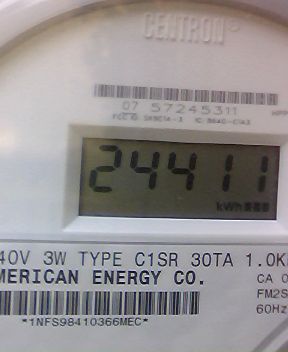 CENTRON®
07 57245311
24411
kWh
40V 3W TYPE C1SR 30TA 1.0K
MERICAN ENERGY CO.
CA 0
FM2S
60Hz
*1NFS98410366MEC*